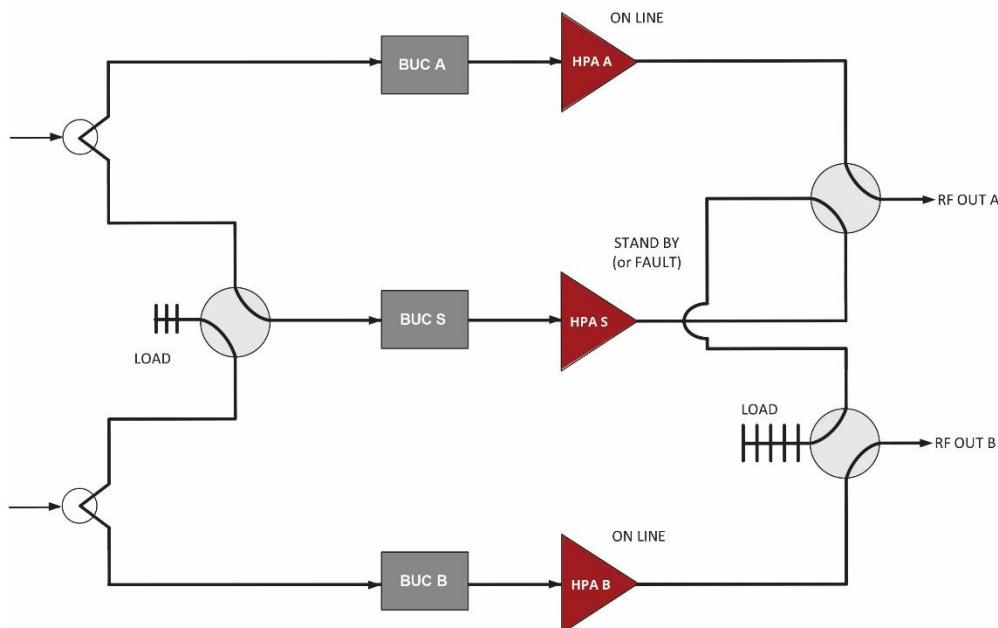 ON LINE
BUC A
HPA A
RF OUT A
STAND BY
(or FAULT)
BUC S
HPA S
LOAD
LOAD
RF OUT B
ON LINE
BUC B
HPA B